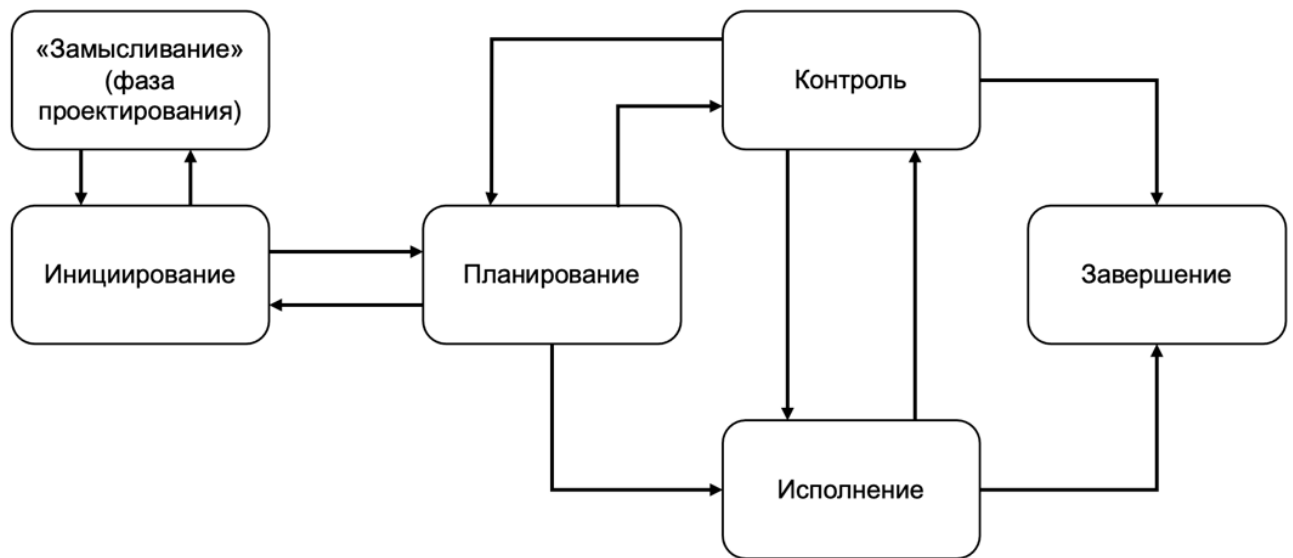 «Замысливание»
(фаза
проектирования)
Контроль
Инициирование
Планирование
Завершение
Исполнение